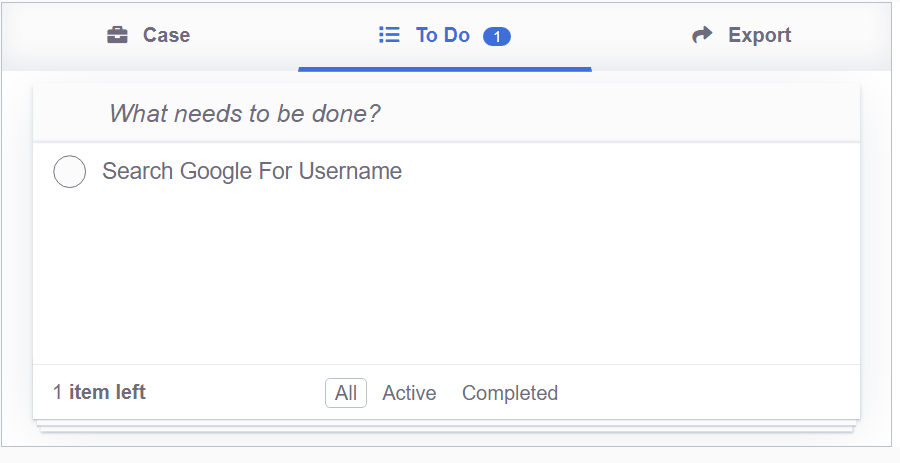 Case To Do 1 Export
What needs to be done?
Search Google For Username
1 item left All Active Completed